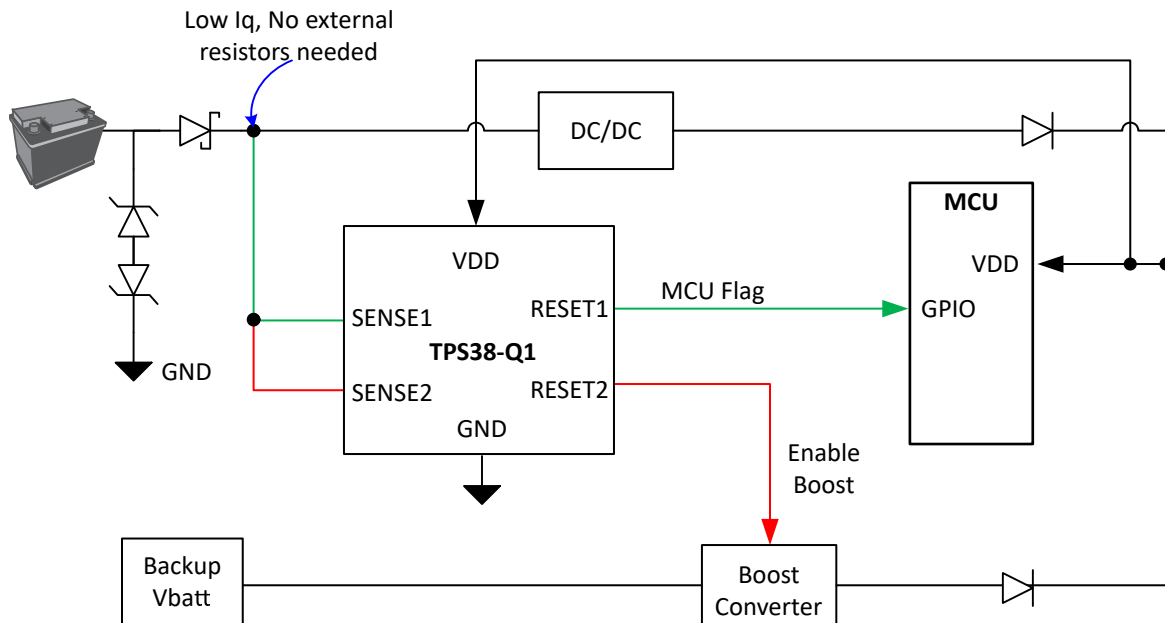 Low Iq, No external
resistors needed
DC/DC
MCU
VDD
VDD
GPIO
RESET1
MCU Flag
SENSE1
TPS38-Q1
SENSE2
RESET2
GND
GND
Enable
Boost
Backup
Vbatt
Boost
Converter